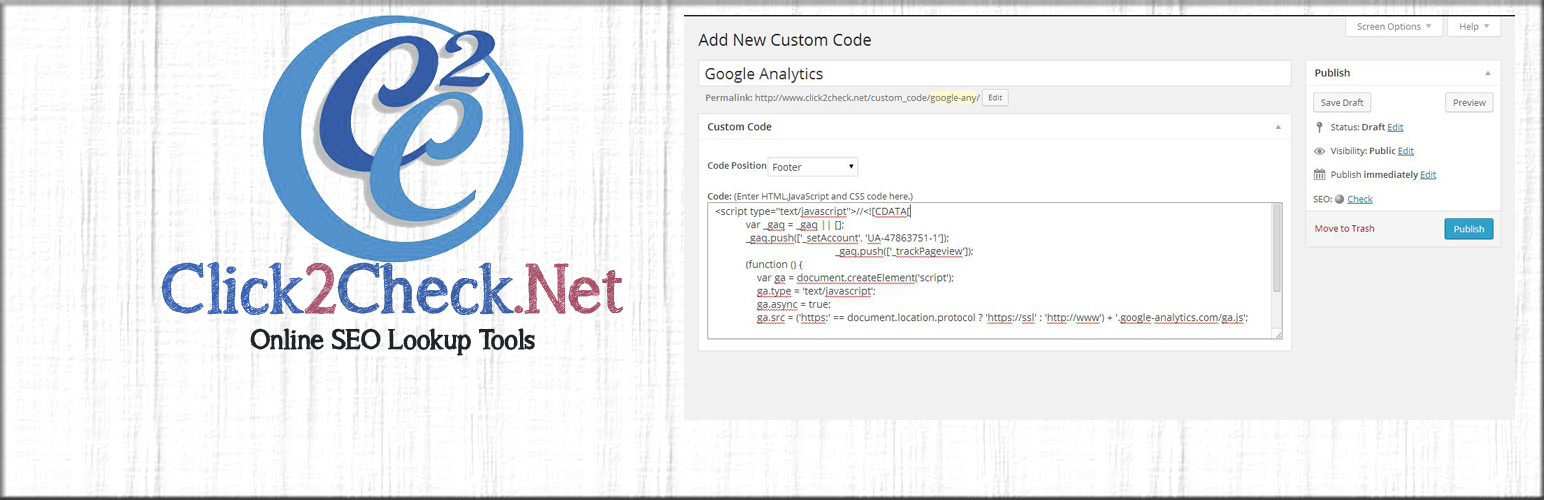 C2C
Click2Check.Net
Online SEO Lookup Tools
Screen Options
Help
Add New Custom Code
Google Analytics
Permalink: http://www.click2check.net/custom_code/google-any/ Edit
Custom Code
Code Position Footer
Code: (Enter HTML,JavaScript and CSS code here.)
<script type="text/javascript">//<![CDATA[
var _gaq = _gaq || [];
_gaq.push(['_setAccount', 'UA-47863751-1']);
_gaq.push(['_trackPageview']);
(function () {
var ga = document.createElement('script');
ga.type = 'text/javascript';
ga.async = true;
ga.src = ('https:' == document.location.protocol ? 'https://ssl' : 'http://www') + '.google-analytics.com/ga.js';
Publish
Save Draft
Preview
Status: Draft Edit
Visibility: Public Edit
Publish immediately Edit
SEO: Check
Move to Trash
Publish